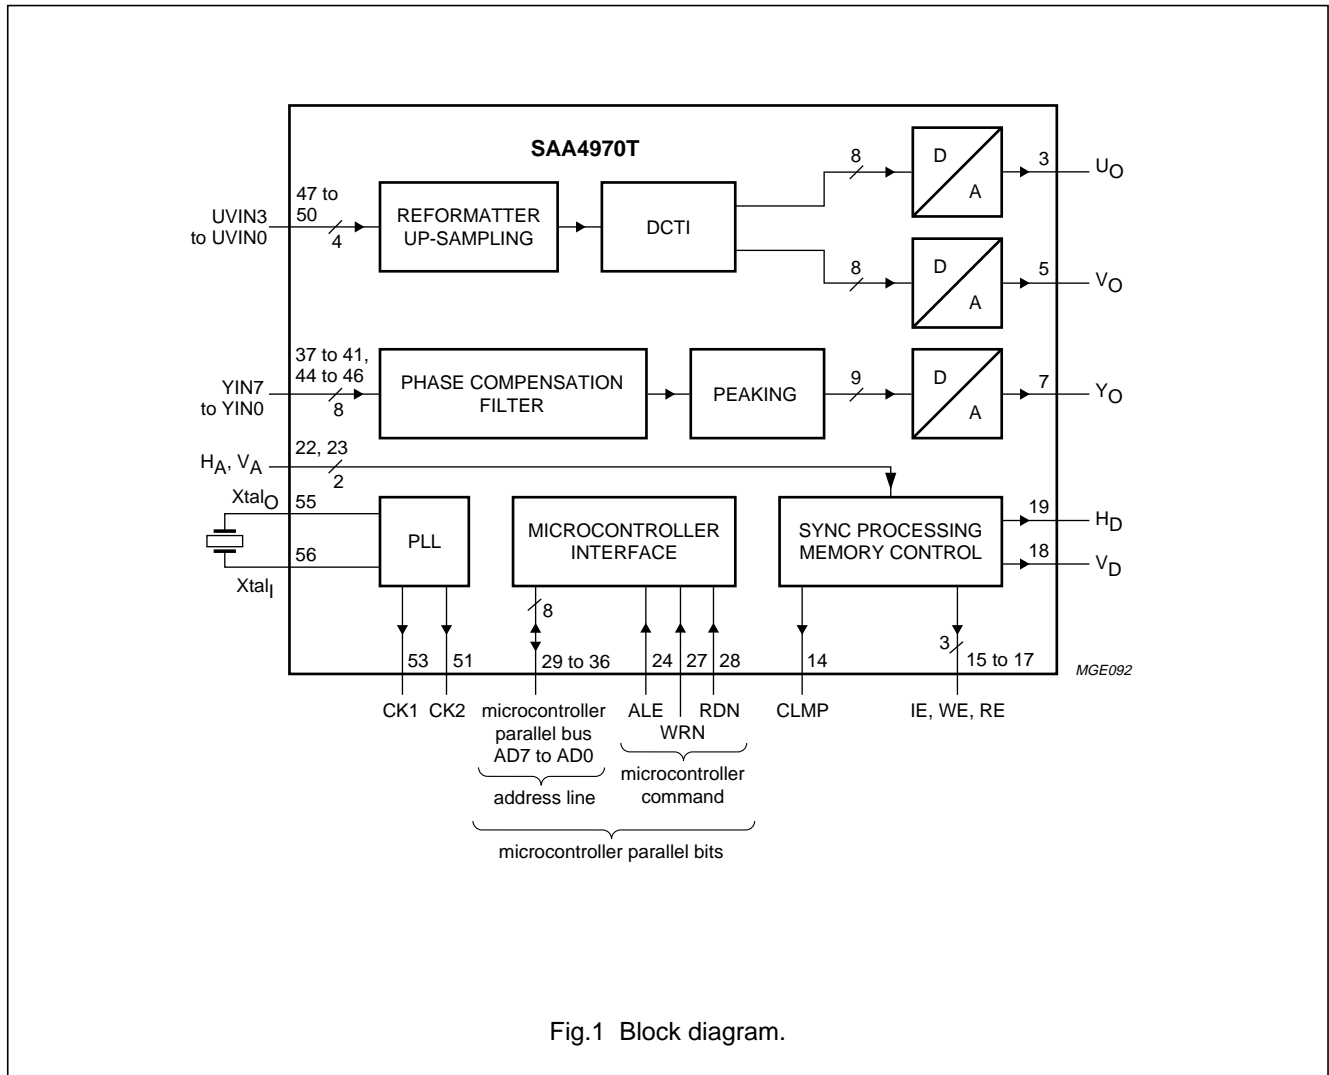 SAA4970T
UVIN3
to UVIN0
47 to
50
4
REFORMATTER
UP-SAMPLING
DCTI
8
D
A
3
UO
8
D
A
5
VO
YIN7
to YIN0
37 to 41,
44 to 46
8
PHASE COMPENSATION
FILTER
PEAKING
9
D
A
7
YO
HA, VA
22, 23
2
XtalO
55
56
XtalI
PLL
MICROCONTROLLER
INTERFACE
SYNC PROCESSING
MEMORY CONTROL
19
HD
18
VD
8
3
53
51
29 to 36
24
27
28
14
15 to 17
MGE092
CK1
CK2
microcontroller
parallel bus
AD7 to AD0
ALE
WRN
RDN
CLMP
IE, WE, RE
address line
microcontroller
command
microcontroller parallel bits
Fig.1 Block diagram.